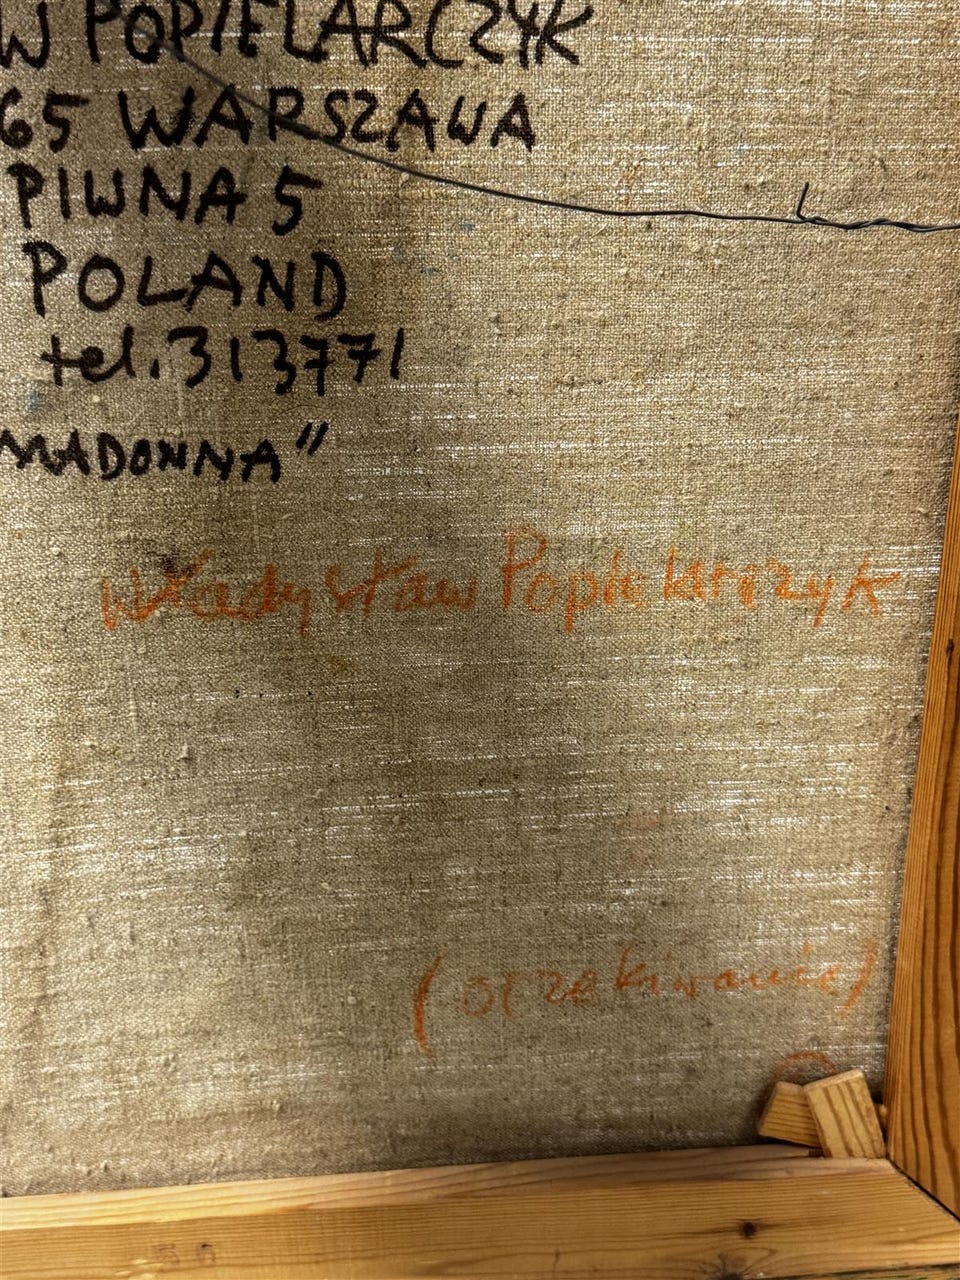 W POPIELARCZYK
65 WARSZAWA
PIWNA 5
POLAND
tel. 313771
MADONNA"
Władysław Popielarczyk
(oczekiwanie)